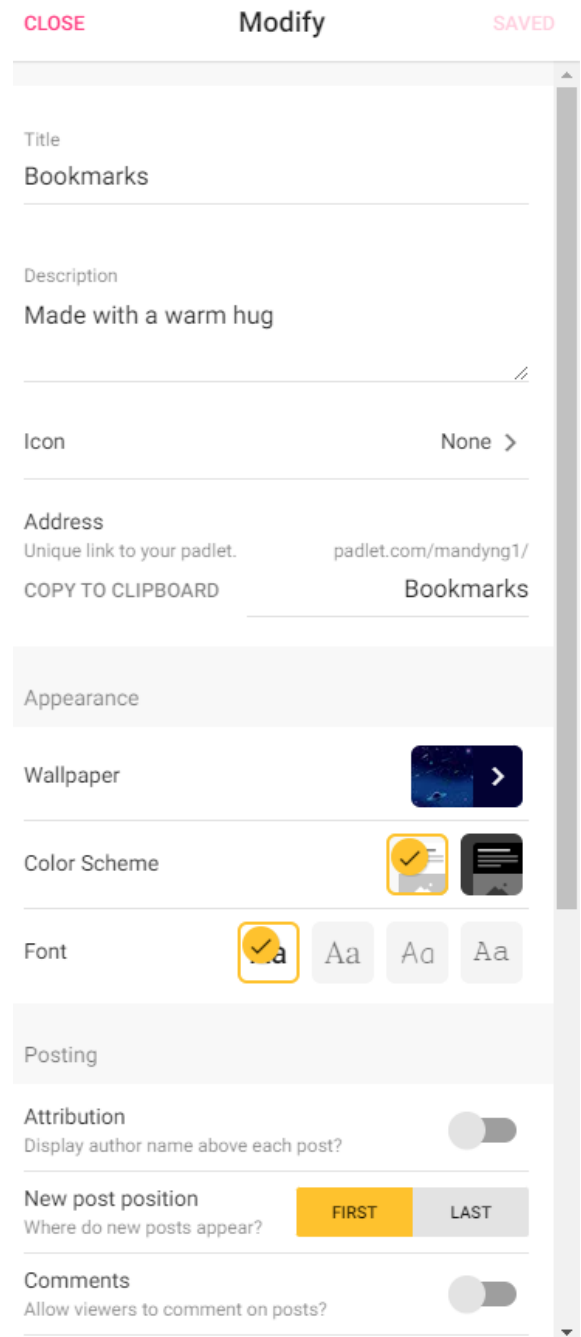 CLOSE Modify SAVED
Title
Bookmarks
Description
Made with a warm hug
Icon None
Address
Unique link to your padlet. padlet.com/mandyng1/
COPY TO CLIPBOARD Bookmarks
Appearance
Wallpaper
Color Scheme
Font Aa Aa Aa
Posting
Attribution
Display author name above each post?
New post position FIRST LAST
Where do new posts appear?
Comments
Allow viewers to comment on posts?